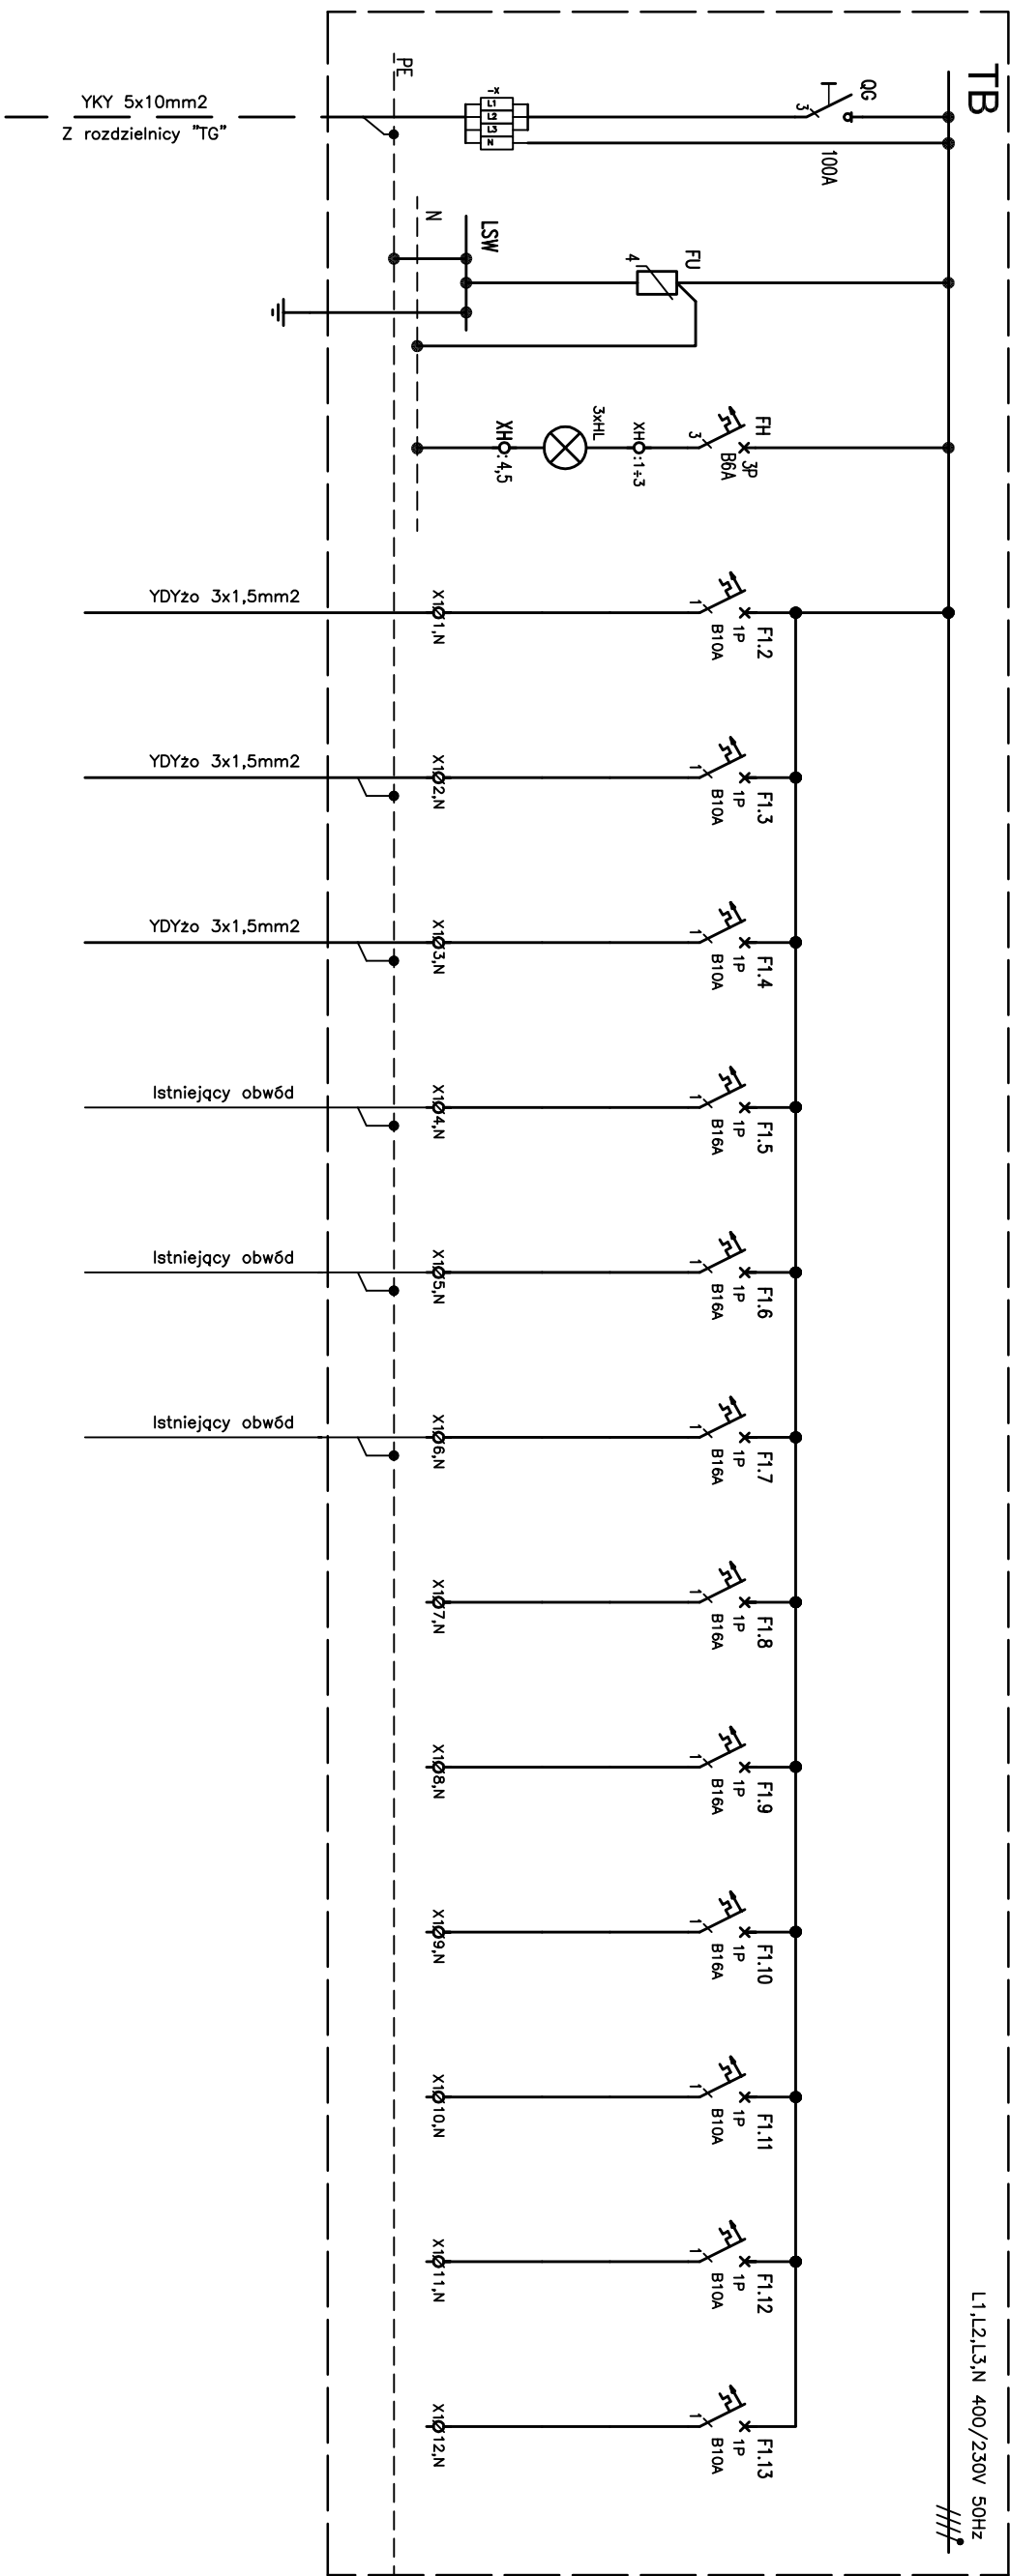 TB
L1,L2,L3,N 400/230V 50Hz
QG
3
100A
-X
L1
L2
L3
N
PE
YKY 5x10mm2
Z rozdzielnicy "TG"
FU
4
LSW
N
FH
3P
B6A
3
XH :1÷3
3xHL
XH :4,5
F1.2
1P
B10A
1
X1 1,N
YDYżo 3x1,5mm2
F1.3
1P
B10A
1
X1 2,N
YDYżo 3x1,5mm2
F1.4
1P
B10A
1
X1 3,N
YDYżo 3x1,5mm2
F1.5
1P
B16A
1
X1 4,N
Istniejący obwód
F1.6
1P
B16A
1
X1 5,N
Istniejący obwód
F1.7
1P
B16A
1
X1 6,N
Istniejący obwód
F1.8
1P
B16A
1
X1 7,N
F1.9
1P
B16A
1
X1 8,N
F1.10
1P
B16A
1
X1 9,N
F1.11
1P
B10A
1
X1 10,N
F1.12
1P
B10A
1
X1 11,N
F1.13
1P
B10A
1
X1 12,N